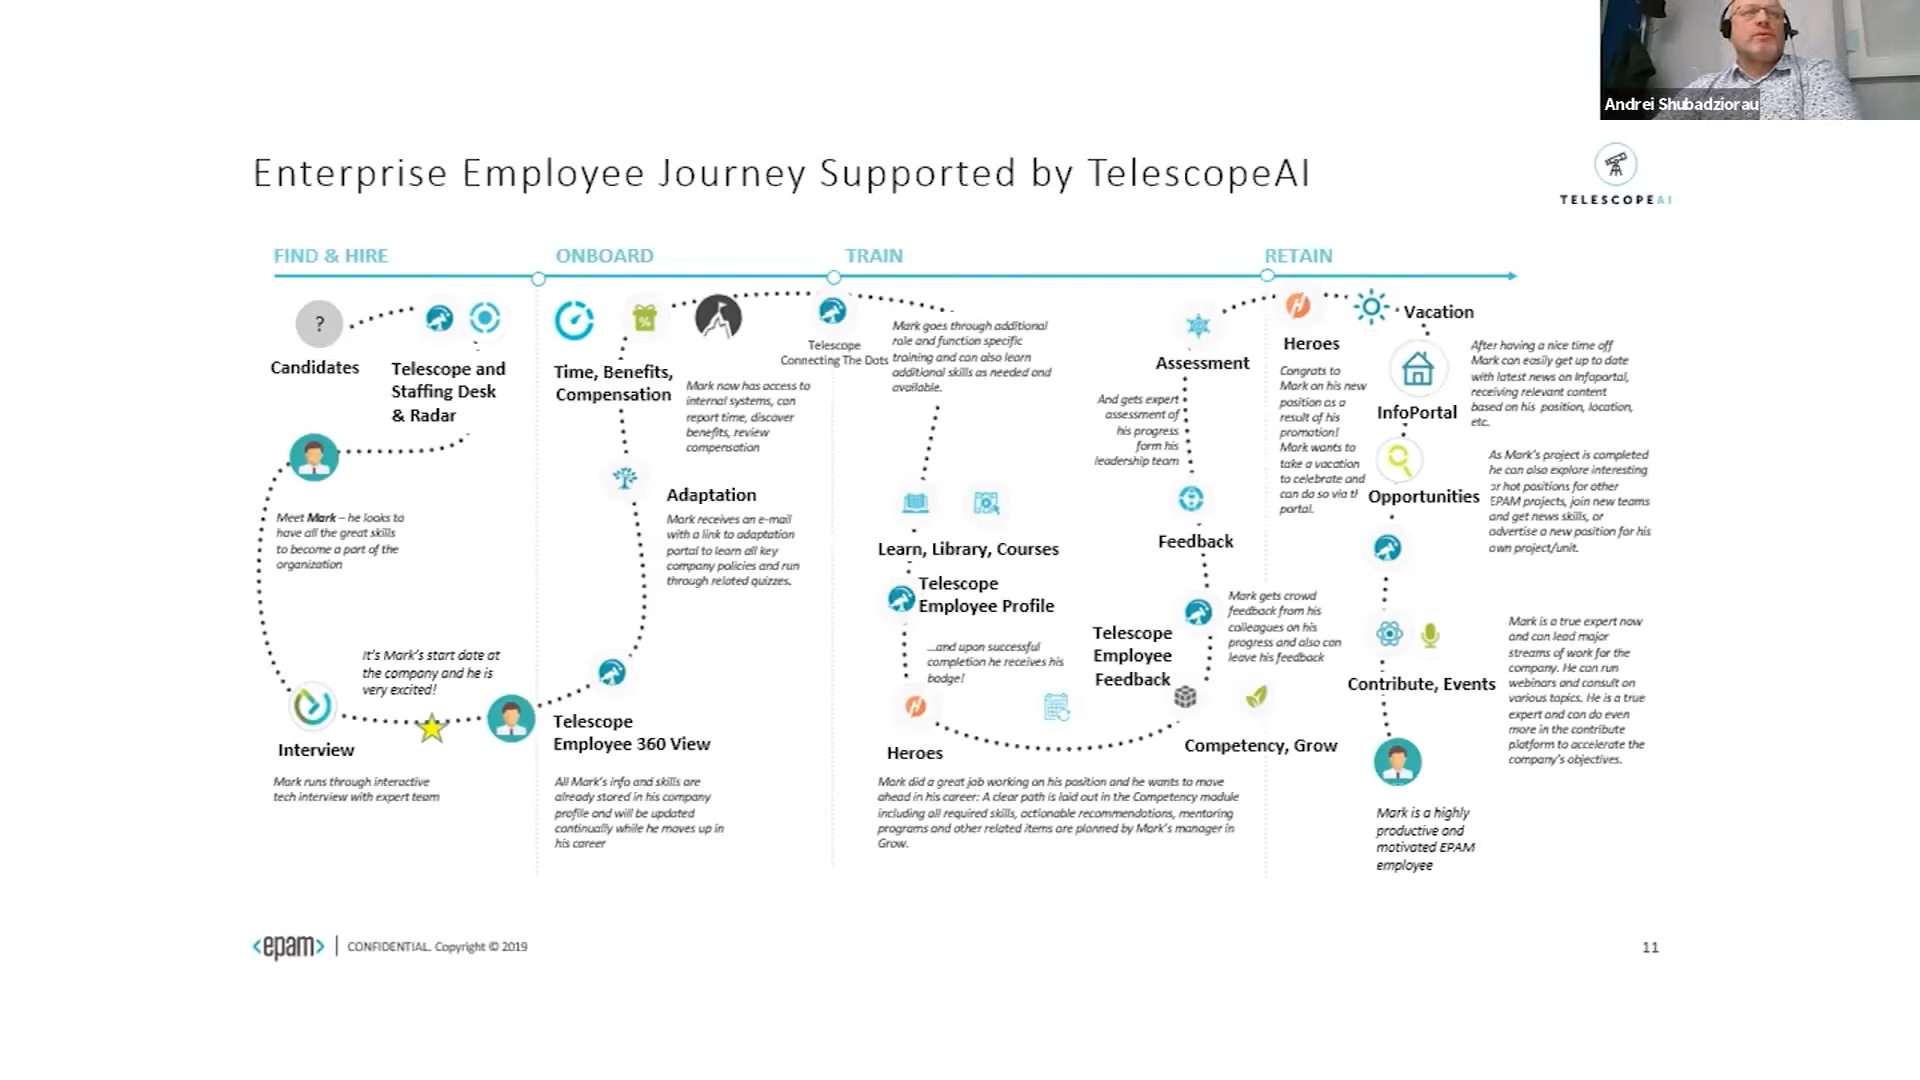 Andrei Shubadziorau
Enterprise Employee Journey Supported by TelescopeAI
TELESCOPEAI
FIND & HIRE
ONBOARD
TRAIN
RETAIN
?
Candidates
Telescope and
Staffing Desk
& Radar
Meet Mark – he looks to
have all the great skills
to become a part of the
organization
It's Mark's start date at
the company and he is
very excited!
Interview
Mark runs through interactive
tech interview with expert team
%
Time, Benefits,
Compensation
Mark now has access to
internal systems, can
report time, discover
benefits, review
compensation
Adaptation
Mark receives an e-mail
with a link to adaptation
portal to learn all key
company policies and run
through related quizzes.
Telescope
Employee 360 View
All Mark's info and skills are
already stored in his company
profile and will be updated
continually while he moves up in
his career
Telescope
Connecting The Dots
Mark goes through additional
role and function specific
training and can also learn
additional skills as needed and
available.
Learn, Library, Courses
Telescope
Employee Profile
...and upon successful
completion he receives his
badge!
Heroes
Mark did a great job working on his position and he wants to move
ahead in his career: A clear path is laid out in the Competency module
including all required skills, actionable recommendations, mentoring
programs and other related items are planned by Mark's manager in
Grow.
Assessment
And gets expert
assessment of
his progress
form his
leadership team
Feedback
Mark gets crowd
feedback from his
colleagues on his
progress and also can
leave his feedback
Telescope
Employee
Feedback
Competency, Grow
Heroes
Congrats to
Mark on his new
position as a
result of his
promotion!
Mark wants to
take a vacation
to celebrate and
can do so via
portal.
Vacation
InfoPortal
After having a nice time off
Mark can easily get up to date
with latest news on Infoportal,
receiving relevant content
based on his position, location,
etc.
Opportunities
As Mark's project is completed
he can also explore interesting
or hot positions for other
EPAM projects, join new teams
and get news skills, or
advertise a new position for his
own project/unit.
Contribute, Events
Mark is a true expert now
and can lead major
streams of work for the
company. He can run
webinars and consult on
various topics. He is a true
expert and can do even
more in the contribute
platform to accelerate the
company's objectives.
Mark is a highly
productive and
motivated EPAM
employee
<epam> | CONFIDENTIAL. Copyright © 2019
11